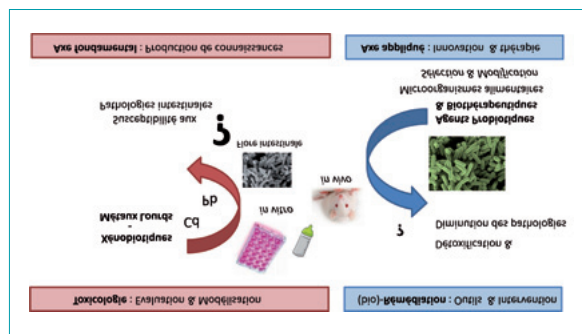 Toxicologie : Evaluation & Modélisation
(bio)-Rémédiation : Outils & Intervention
Xénobiotiques
-
Métaux Lourds
Cd
Pb
in vitro
in vivo
Flore intestinale
?
Susceptibilité aux
Pathologies intestinales
Détoxification &
Diminution des pathologies
?
Agents Probiotiques
& Biothérapeutiques
Microorganismes alimentaires
Sélection & Modification
Axe fondamental : Production de connaissances
Axe appliqué : Innovation & thérapie